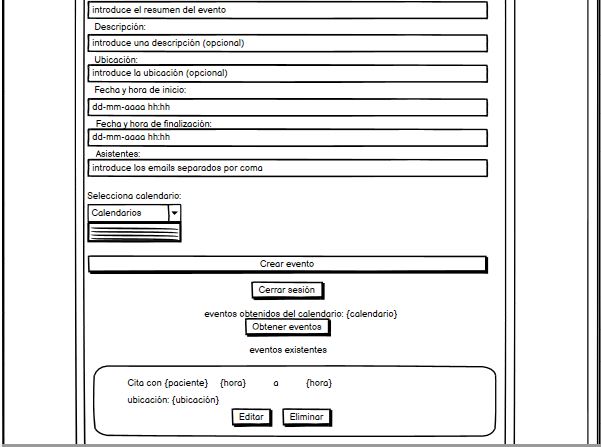 introduce el resumen del evento
Descripción:
introduce una descripción (opcional)
Ubicación:
introduce la ubicación (opcional)
Fecha y hora de inicio:
dd-mm-aaaa hh:hh
Fecha y hora de finalización:
dd-mm-aaaa hh:hh
Asistentes:
introduce los emails separados por coma
Selecciona calendario:
Calendarios
Crear evento
Cerrar sesión
eventos obtenidos del calendario: {calendario}
Obtener eventos
eventos existentes
Cita con {paciente} {hora} a {hora}
ubicación: {ubicación}
Editar Eliminar